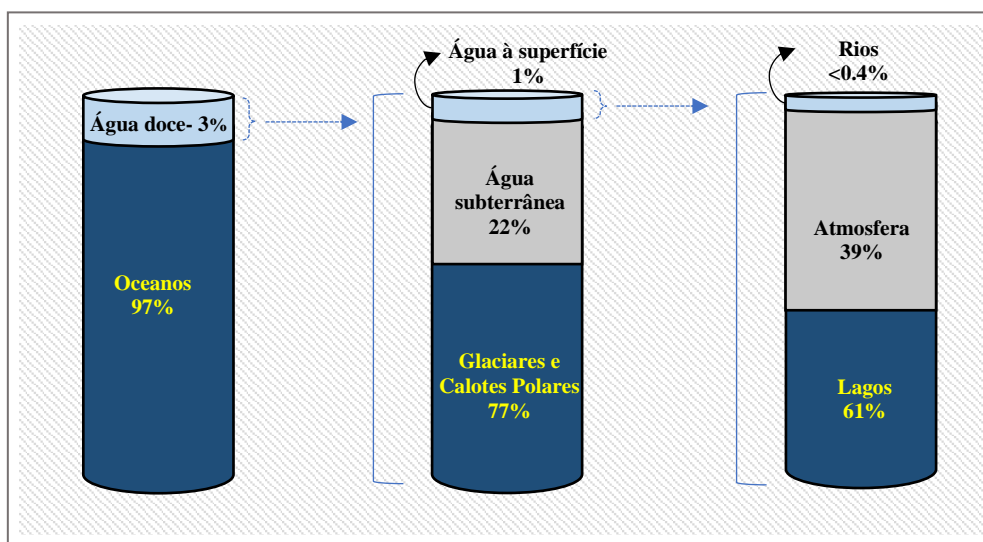 Água doce- 3%
Oceanos
97%
Água à superfície
1%
Água
subterrânea
22%
Glaciares e
Calotes Polares
77%
Rios
<0.4%
Atmosfera
39%
Lagos
61%